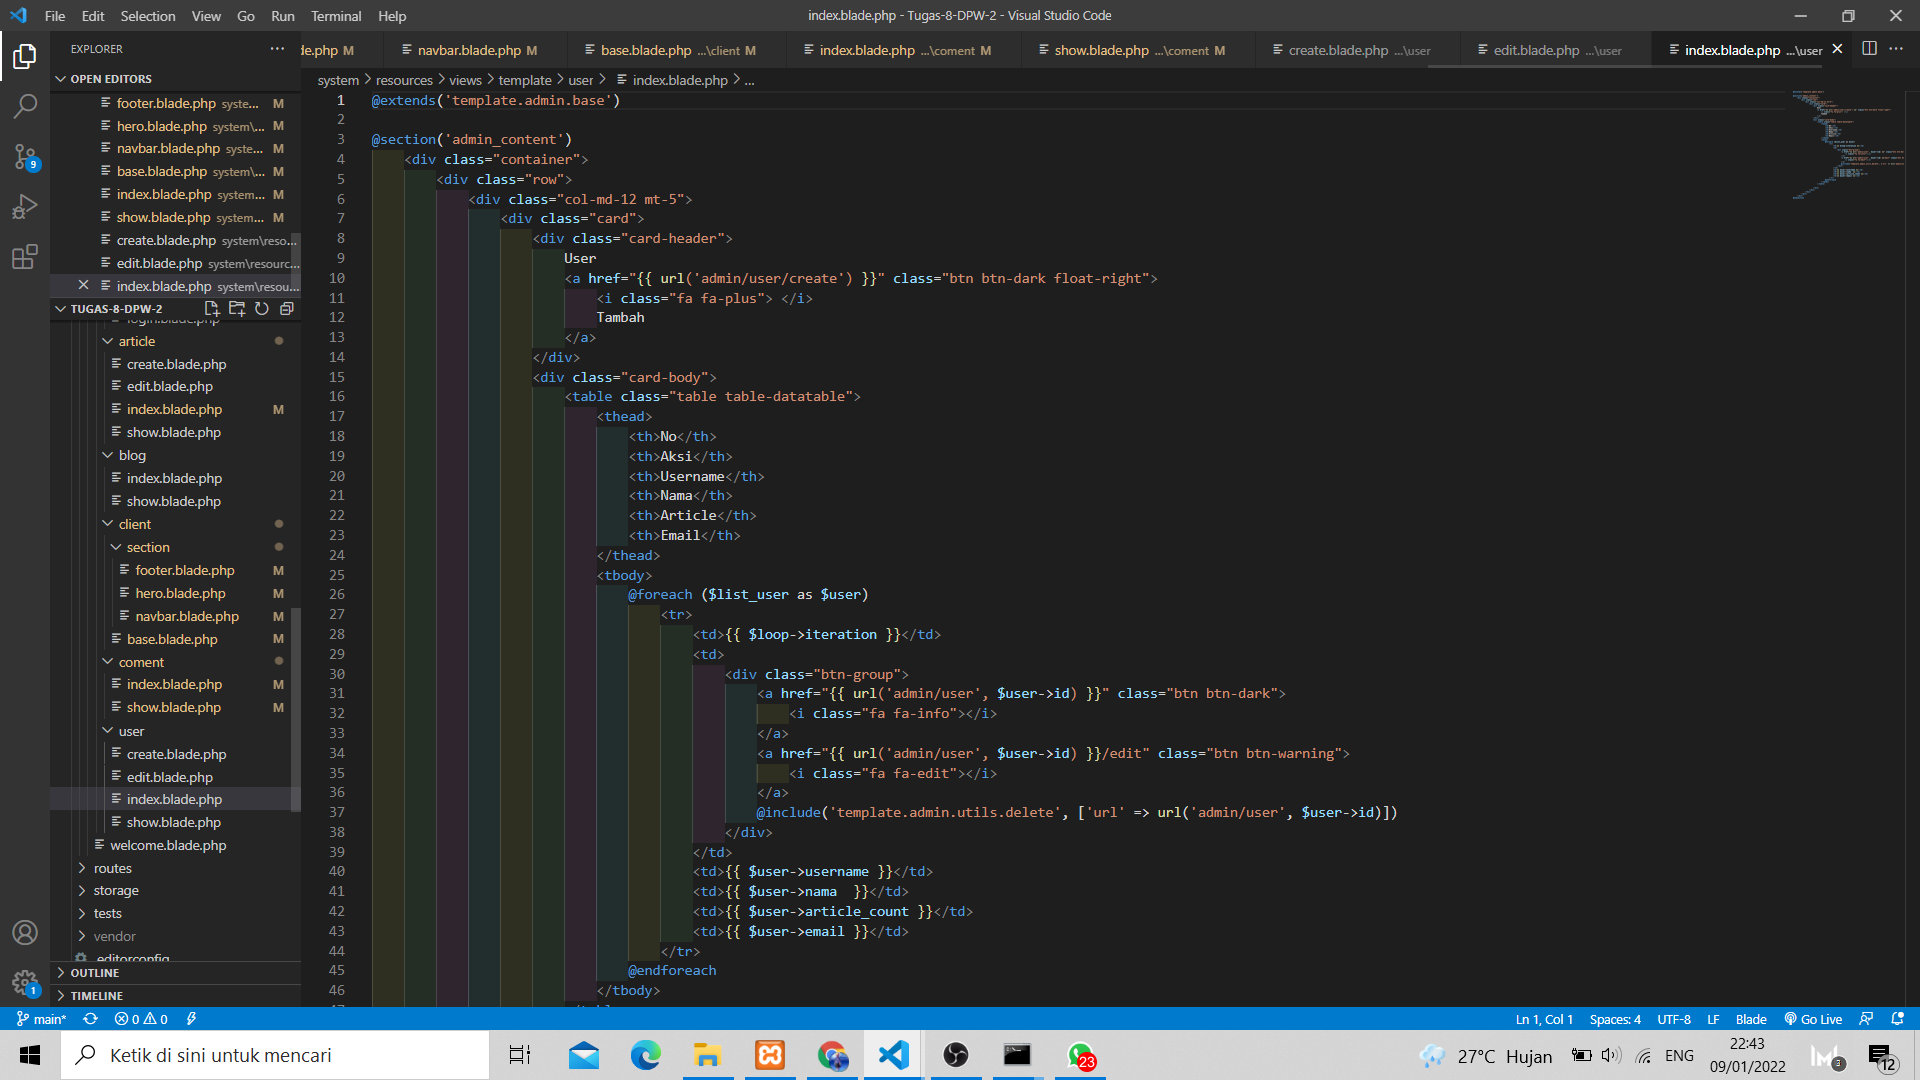 File Edit Selection View Go Run Terminal Help
index.blade.php - Tugas-8-DPW-2 - Visual Studio Code
EXPLORER
de.php M
navbar.blade.php M
base.blade.php ...\client M
index.blade.php ...\coment M
show.blade.php ...\coment M
create.blade.php ...\user
edit.blade.php ...\user
index.blade.php ...\user
OPEN EDITORS
footer.blade.php syste... M
hero.blade.php system\... M
navbar.blade.php syste... M
base.blade.php system\... M
index.blade.php system... M
show.blade.php system... M
create.blade.php system\reso...
edit.blade.php system\resourc...
index.blade.php system\resou...
TUGAS-8-DPW-2
login.blade.php
article
create.blade.php
edit.blade.php
index.blade.php M
show.blade.php
blog
index.blade.php
show.blade.php
client
section
footer.blade.php M
hero.blade.php M
navbar.blade.php M
base.blade.php M
coment
index.blade.php M
show.blade.php M
user
create.blade.php
edit.blade.php
index.blade.php
show.blade.php
welcome.blade.php
routes
storage
tests
vendor
.editorconfig
OUTLINE
TIMELINE
9
1
system > resources > views > template > user > index.blade.php > ...
1 @extends('template.admin.base')
2
3 @section('admin_content')
4 <div class="container">
5 <div class="row">
6 <div class="col-md-12 mt-5">
7 <div class="card">
8 <div class="card-header">
9 User
10 <a href="{{ url('admin/user/create') }}" class="btn btn-dark float-right">
11 <i class="fa fa-plus"> </i>
12 Tambah
13 </a>
14 </div>
15 <div class="card-body">
16 <table class="table table-datatable">
17 <thead>
18 <th>No</th>
19 <th>Aksi</th>
20 <th>Username</th>
21 <th>Nama</th>
22 <th>Article</th>
23 <th>Email</th>
24 </thead>
25 <tbody>
26 @foreach ($list_user as $user)
27 <tr>
28 <td>{{ $loop->iteration }}</td>
29 <td>
30 <div class="btn-group">
31 <a href="{{ url('admin/user', $user->id) }}" class="btn btn-dark">
32 <i class="fa fa-info"></i>
33 </a>
34 <a href="{{ url('admin/user', $user->id) }}/edit" class="btn btn-warning">
35 <i class="fa fa-edit"></i>
36 </a>
37 @include('template.admin.utils.delete', ['url' => url('admin/user', $user->id)])
38 </div>
39 </td>
40 <td>{{ $user->username }}</td>
41 <td>{{ $user->nama  }}</td>
42 <td>{{ $user->article_count }}</td>
43 <td>{{ $user->email }}</td>
44 </tr>
45 @endforeach
46 </tbody>
main* 0 0
Ln 1, Col 1 Spaces: 4 UTF-8 LF Blade Go Live
Ketik di sini untuk mencari
23
27°C Hujan
ENG
22:43
09/01/2022
3
12